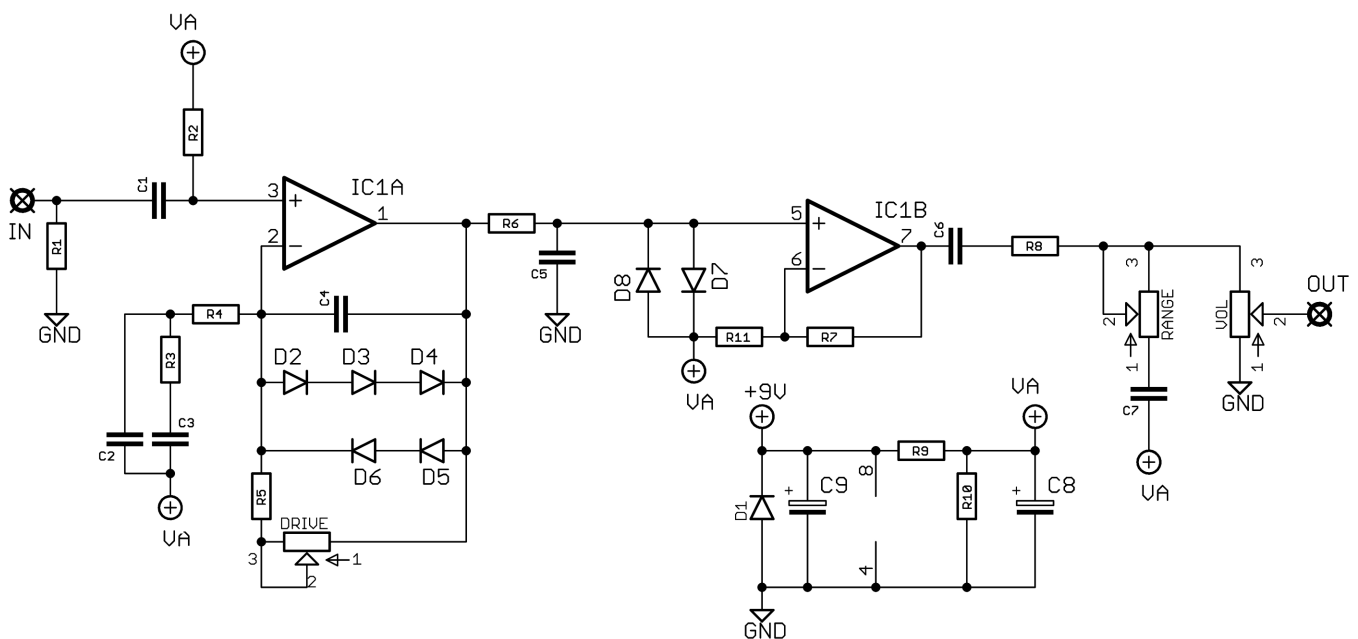 VA
R2
C1
3
IC1A
1
2
IN
R1
GND
R6
C5
GND
D8
D7
5
IC1B
7
6
C6
R8
R11
R7
VA
3
2
RANGE
1
C7
VA
3
VOL
2
1
OUT
GND
R4
C4
R3
C3
C2
VA
D2
D3
D4
D6
D5
R5
DRIVE
3
1
2
+9V
VA
D1
+
C9
8
4
R9
R10
+
C8
GND